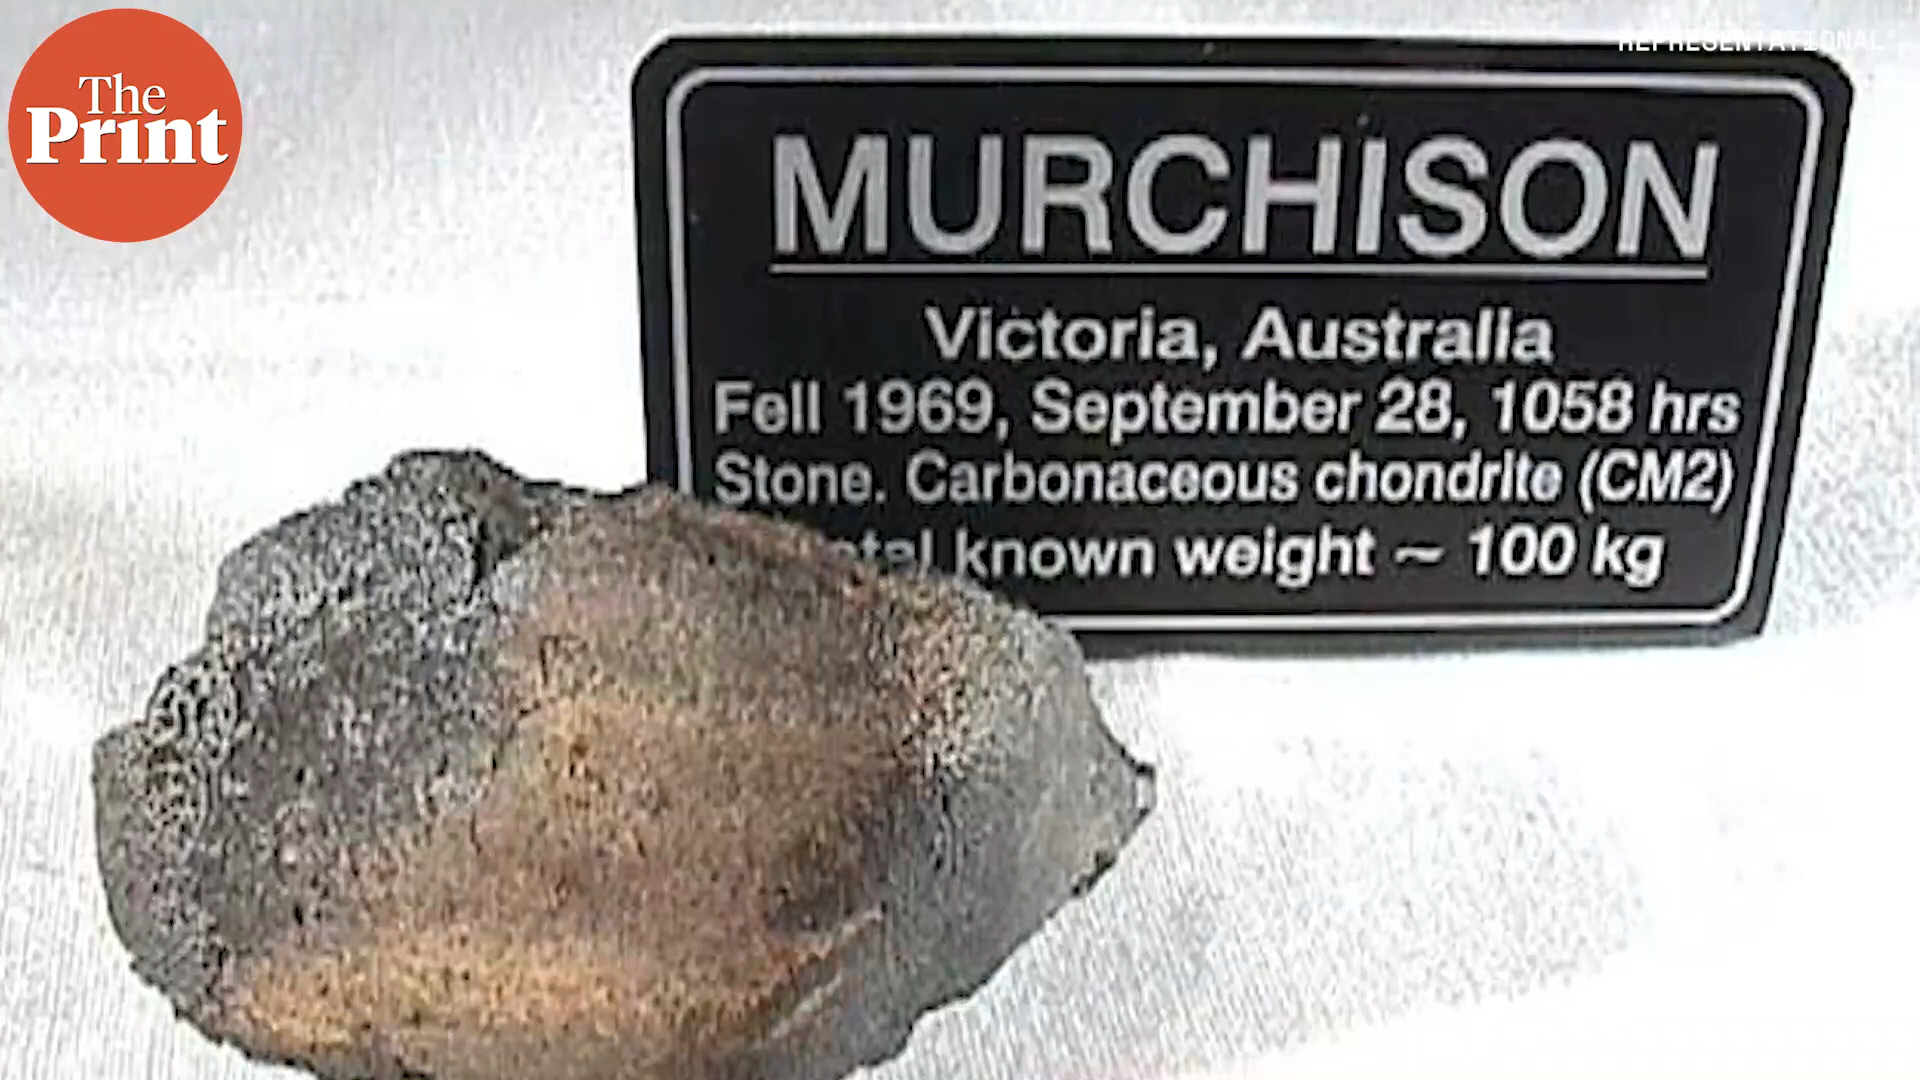 The
Print
REPRESENTATIONAL
MURCHISON
Victoria, Australia
Fell 1969, September 28, 1058 hrs
Stone. Carbonaceous chondrite (CM2)
known weight ~ 100 kg